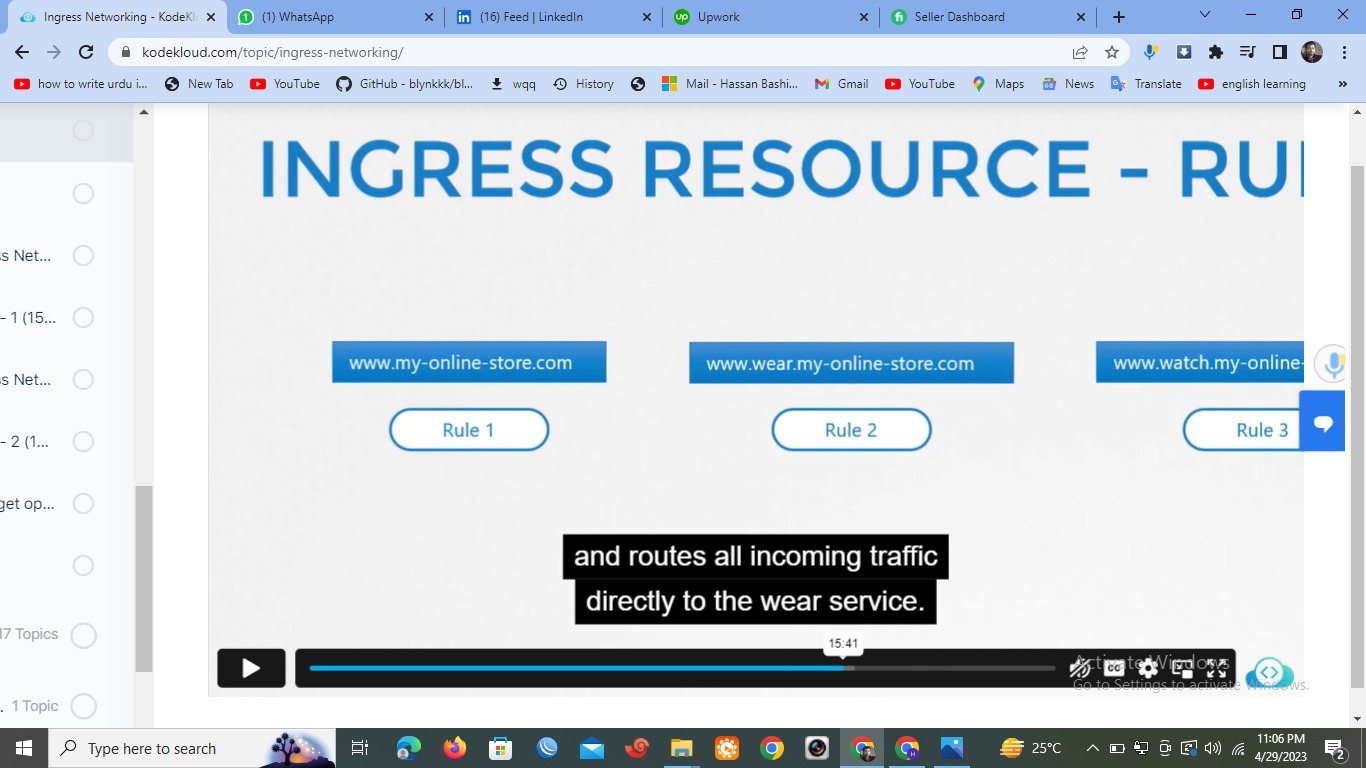 Ingress Networking - KodeKl
(1) WhatsApp
(16) Feed | LinkedIn
Upwork
Seller Dashboard
kodekloud.com/topic/ingress-networking/
how to write urdu i...
New Tab
YouTube
GitHub - blynkkk/bl...
wqq
History
Mail - Hassan Bashi...
Gmail
YouTube
Maps
News
Translate
english learning
»
INGRESS RESOURCE - RU
s Net...
- 1 (15...
ss Net...
- 2 (1...
get op...
17 Topics
. 1 Topic
www.my-online-store.com
www.wear.my-online-store.com
www.watch.my-online-
Rule 1
Rule 2
Rule 3
and routes all incoming traffic
directly to the wear service.
15:41
CC
Activate Windows
Go to Settings to activate Windows.
Type here to search
25°C
11:06 PM
4/29/2023
2